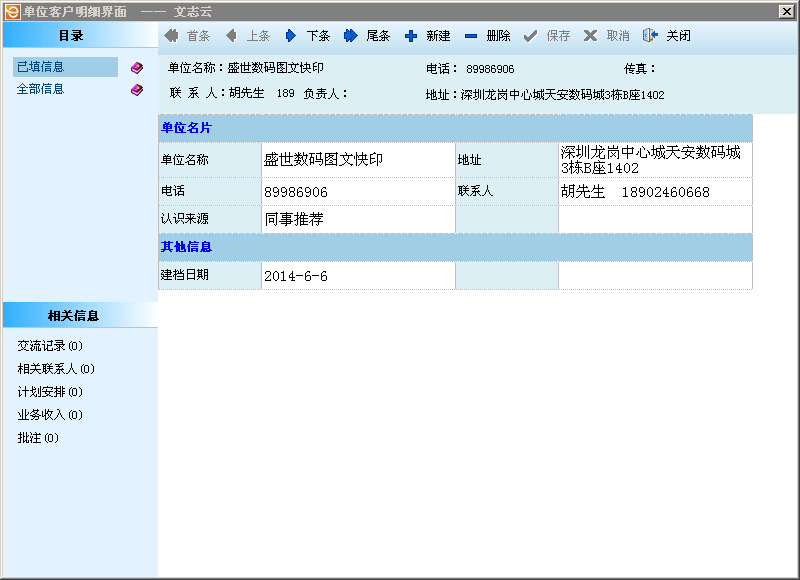 单位客户明细界面 —— 文志云
目录
首条 上条 下条 尾条 新建 删除 保存 取消 关闭
已填信息
全部信息
单位名称：盛世数码图文快印 电话： 89986906 传真：
联 系 人：胡先生 189 负责人： 地址：深圳龙岗中心城天安数码城3栋B座1402
单位名片
单位名称 盛世数码图文快印 地址 深圳龙岗中心城天安数码城
3栋B座1402
电话 89986906 联系人 胡先生 18902460668
认识来源 同事推荐
其他信息
建档日期 2014-6-6
相关信息
交流记录(0)
相关联系人(0)
计划安排(0)
业务收入(0)
批注(0)